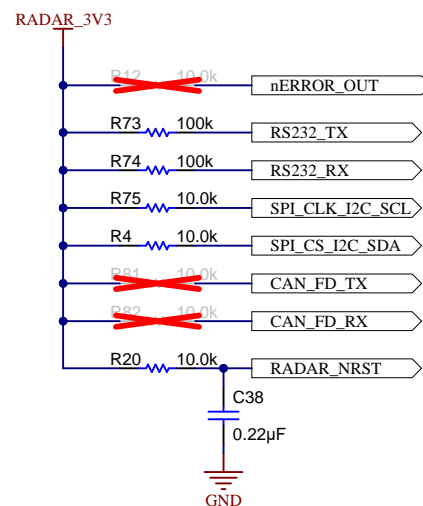 RADAR_3V3
R12 10.0k nERROR_OUT
R73 100k RS232_TX
R74 100k RS232_RX
R75 10.0k SPI_CLK_I2C_SCL
R4 10.0k SPI_CS_I2C_SDA
R81 10.0k CAN_FD_TX
R82 10.0k CAN_FD_RX
R20 10.0k RADAR_NRST
C38
0.22µF
GND